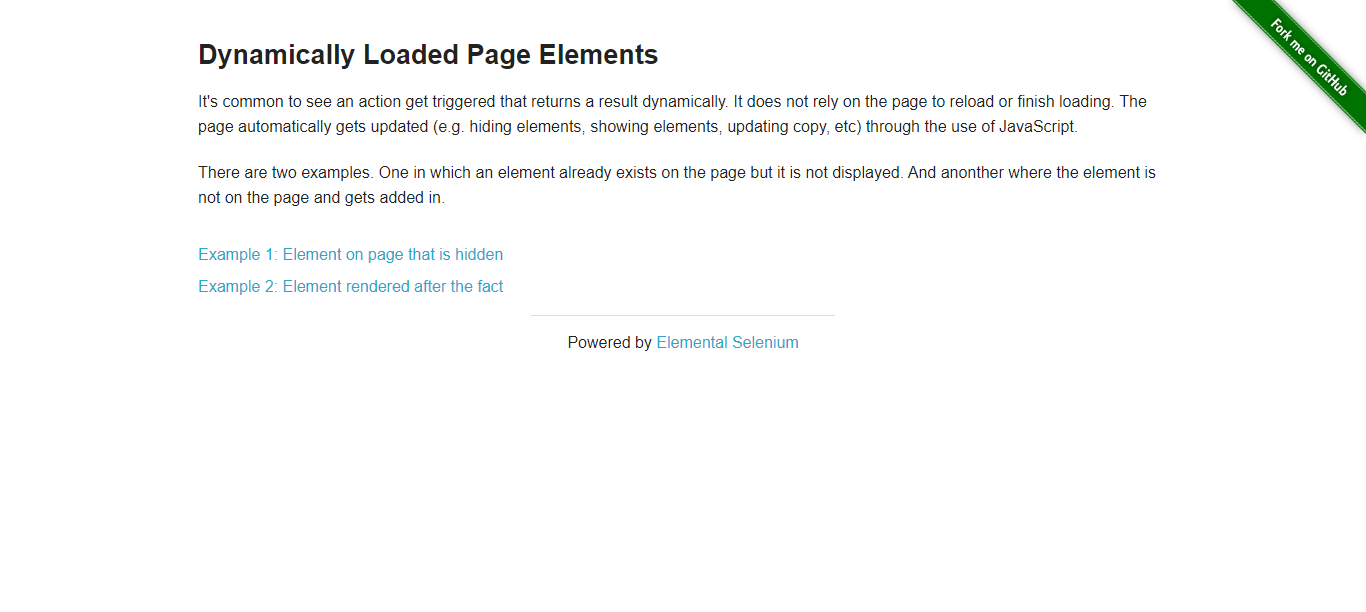 Dynamically Loaded Page Elements
Fork me on GitHub
It's common to see an action get triggered that returns a result dynamically. It does not rely on the page to reload or finish loading. The
page automatically gets updated (e.g. hiding elements, showing elements, updating copy, etc) through the use of JavaScript.
There are two examples. One in which an element already exists on the page but it is not displayed. And anonther where the element is
not on the page and gets added in.
Example 1: Element on page that is hidden
Example 2: Element rendered after the fact
Powered by Elemental Selenium